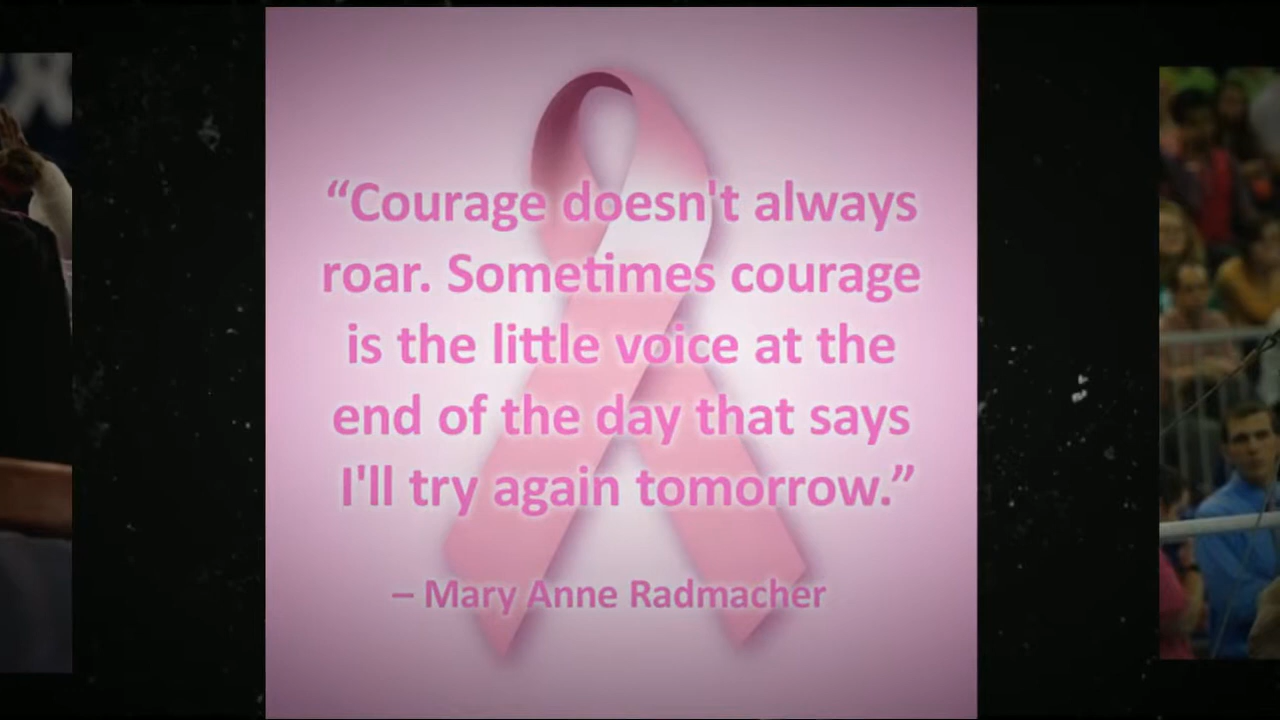 “Courage doesn't always
roar. Sometimes courage
is the little voice at the
end of the day that says
I'll try again tomorrow.”
– Mary Anne Radmacher